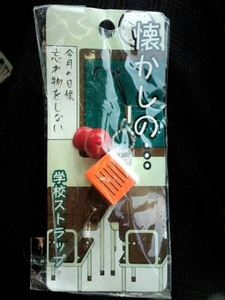 懐かしの…
今月の目標
忘れ物をしない
学校ストラップ